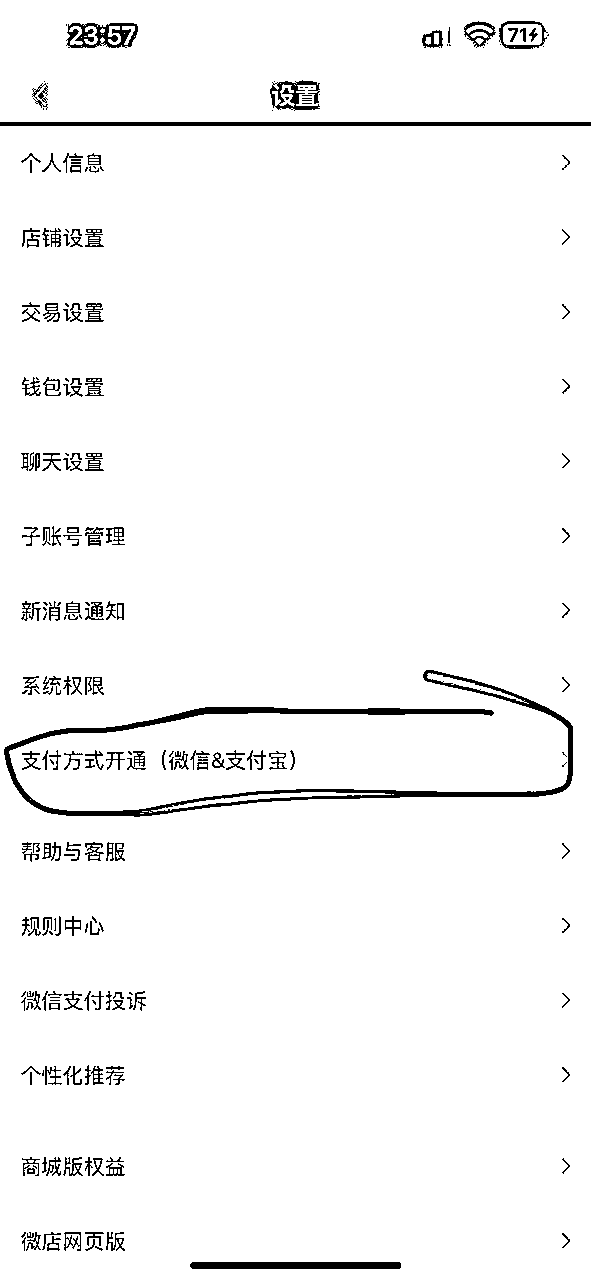 23:57
71
设置
个人信息
店铺设置
交易设置
钱包设置
聊天设置
子账号管理
新消息通知
系统权限
支付方式开通（微信&支付宝）
帮助与客服
规则中心
微信支付投诉
个性化推荐
商城版权益
微店网页版